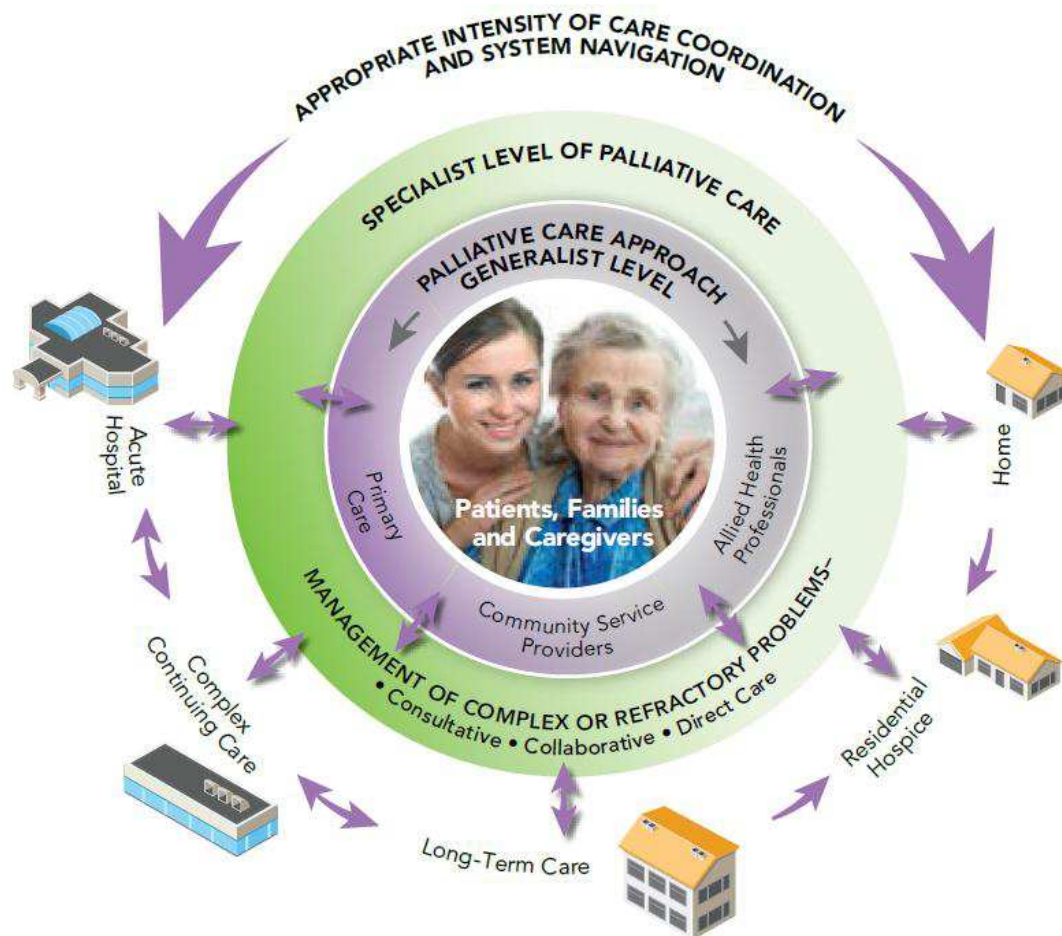 APPROPRIATE INTENSITY OF CARE COORDINATION
AND SYSTEM NAVIGATION
SPECIALIST LEVEL OF PALLIATIVE CARE
PALLIATIVE CARE APPROACH
GENERALIST LEVEL
Patients, Families
and Caregivers
Primary
Care
Allied Health
Professionals
Community Service
Providers
MANAGEMENT OF COMPLEX OR REFRACTORY PROBLEMS–
• Consultative • Collaborative • Direct Care
Acute
Hospital
Home
Complex
Continuing Care
Residential
Hospice
Long-Term Care